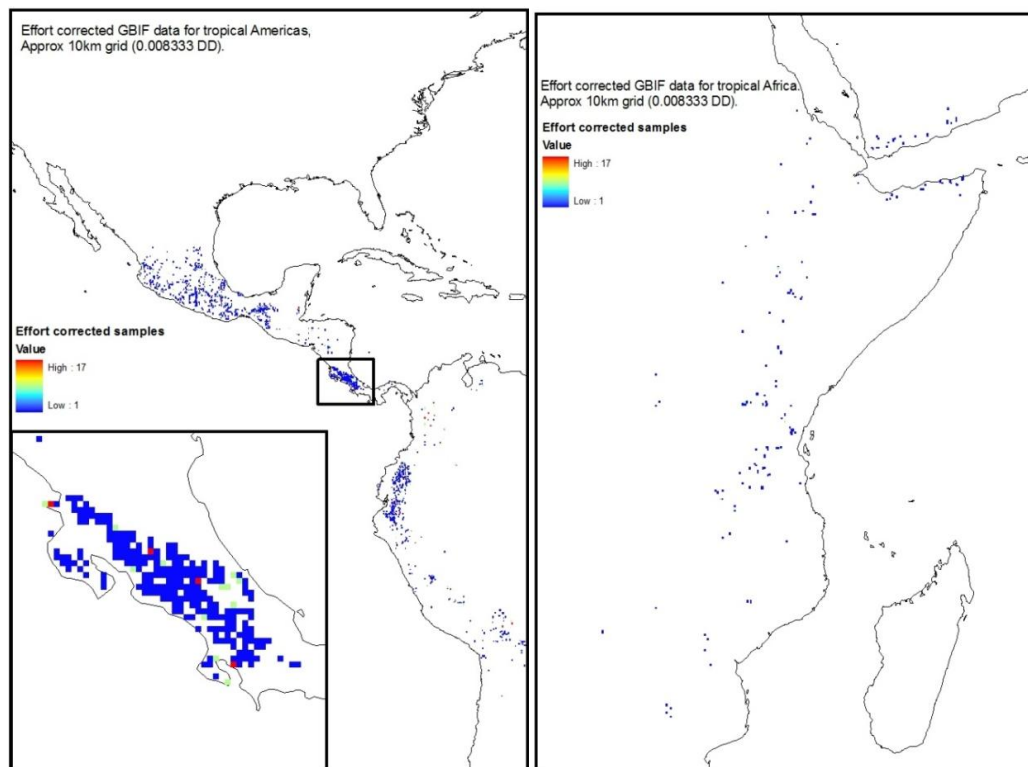 Effort corrected GBIF data for tropical Americas,
Approx 10km grid (0.008333 DD).
Effort corrected samples
Value
High : 17
Low : 1
Effort corrected GBIF data for tropical Africa.
Approx 10km grid (0.008333 DD).
Effort corrected samples
Value
High : 17
Low : 1